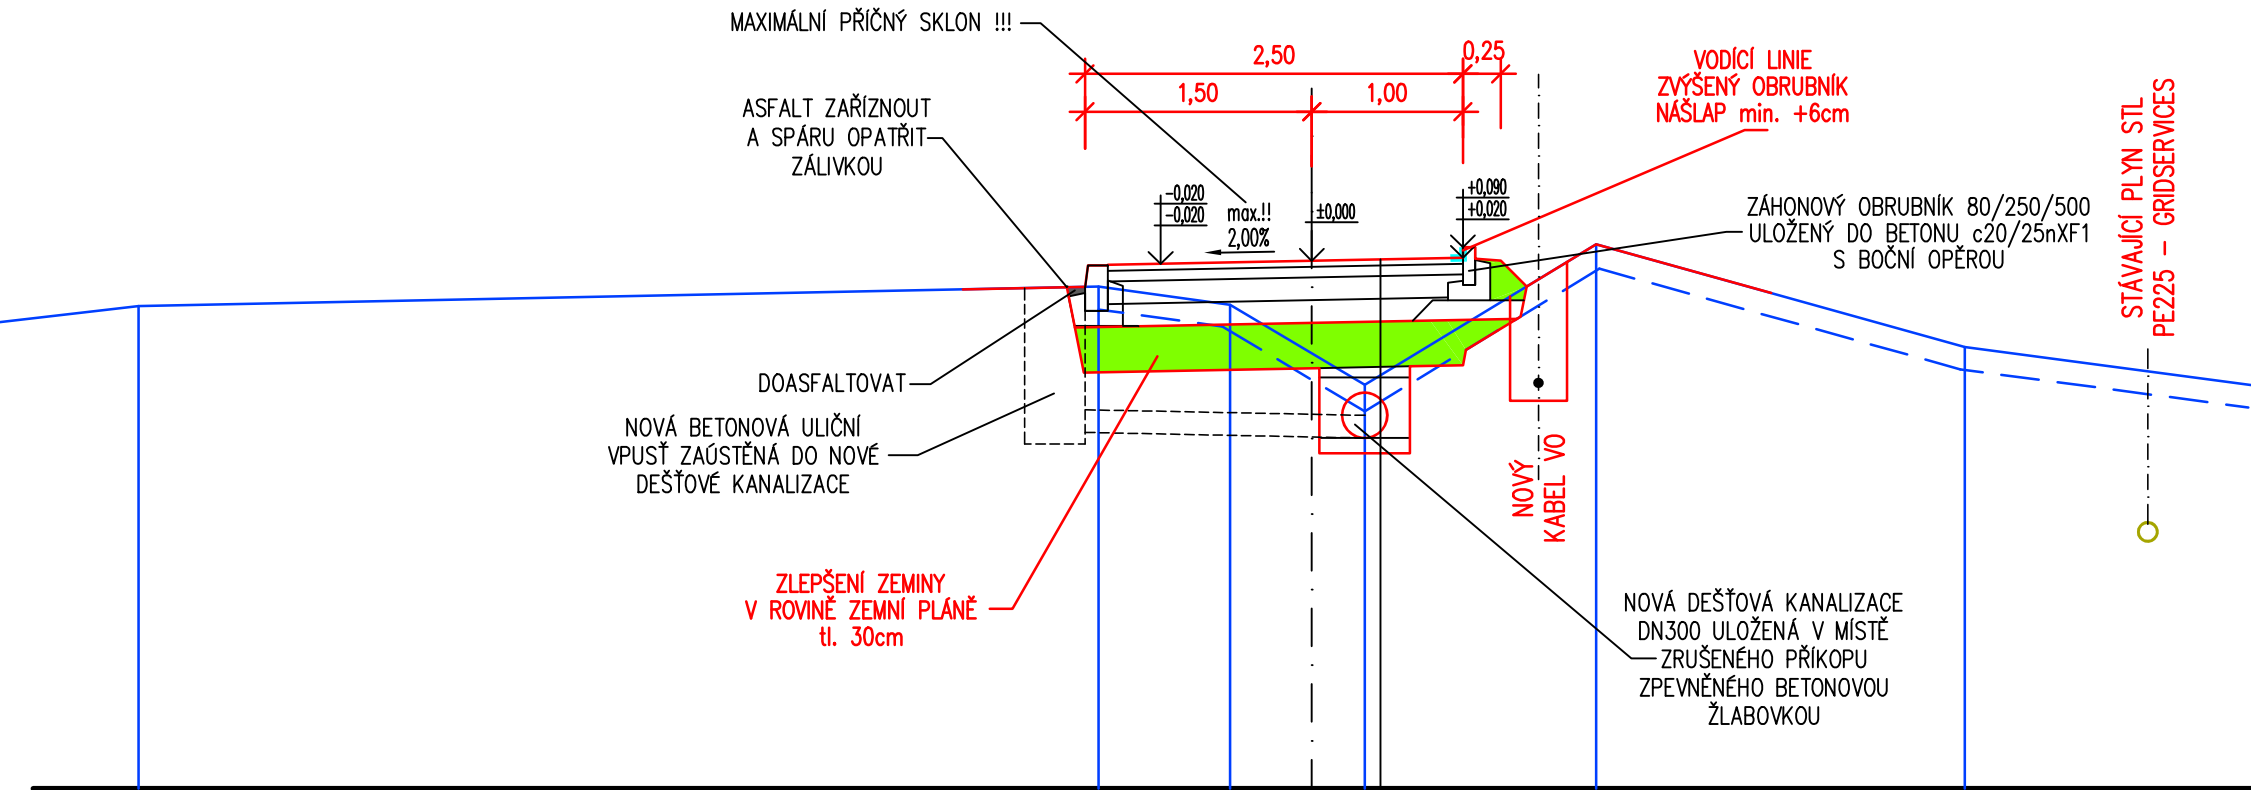 MAXIMÁLNÍ PŘÍČNÝ SKLON !!!
2,50
0,25
1,50
1,00
VODÍCÍ LINIE
ZVÝŠENÝ OBRUBNÍK
NÁŠLAP min. +6cm
ASFALT ZAŘÍZNOUT
A SPÁRU OPATŘIT
ZÁLIVKOU
-0,020
-0,020
max.!!
2,00%
±0,000
+0,090
+0,020
ZÁHONOVÝ OBRUBNÍK 80/250/500
ULOŽENÝ DO BETONU c20/25nXF1
S BOČNÍ OPĚROU
STÁVAJÍCÍ PLYN STL
PE225 - GRIDSERVICES
DOASFALTOVAT
NOVÁ BETONOVÁ ULIČNÍ
VPUSŤ ZAÚSTĚNÁ DO NOVÉ
DEŠŤOVÉ KANALIZACE
NOVÝ
KABEL VO
ZLEPŠENÍ ZEMINY
V ROVINĚ ZEMNÍ PLÁNĚ
tl. 30cm
NOVÁ DEŠŤOVÁ KANALIZACE
DN300 ULOŽENÁ V MÍSTĚ
ZRUŠENÉHO PŘÍKOPU
ZPEVNĚNÉHO BETONOVOU
ŽLABOVKOU